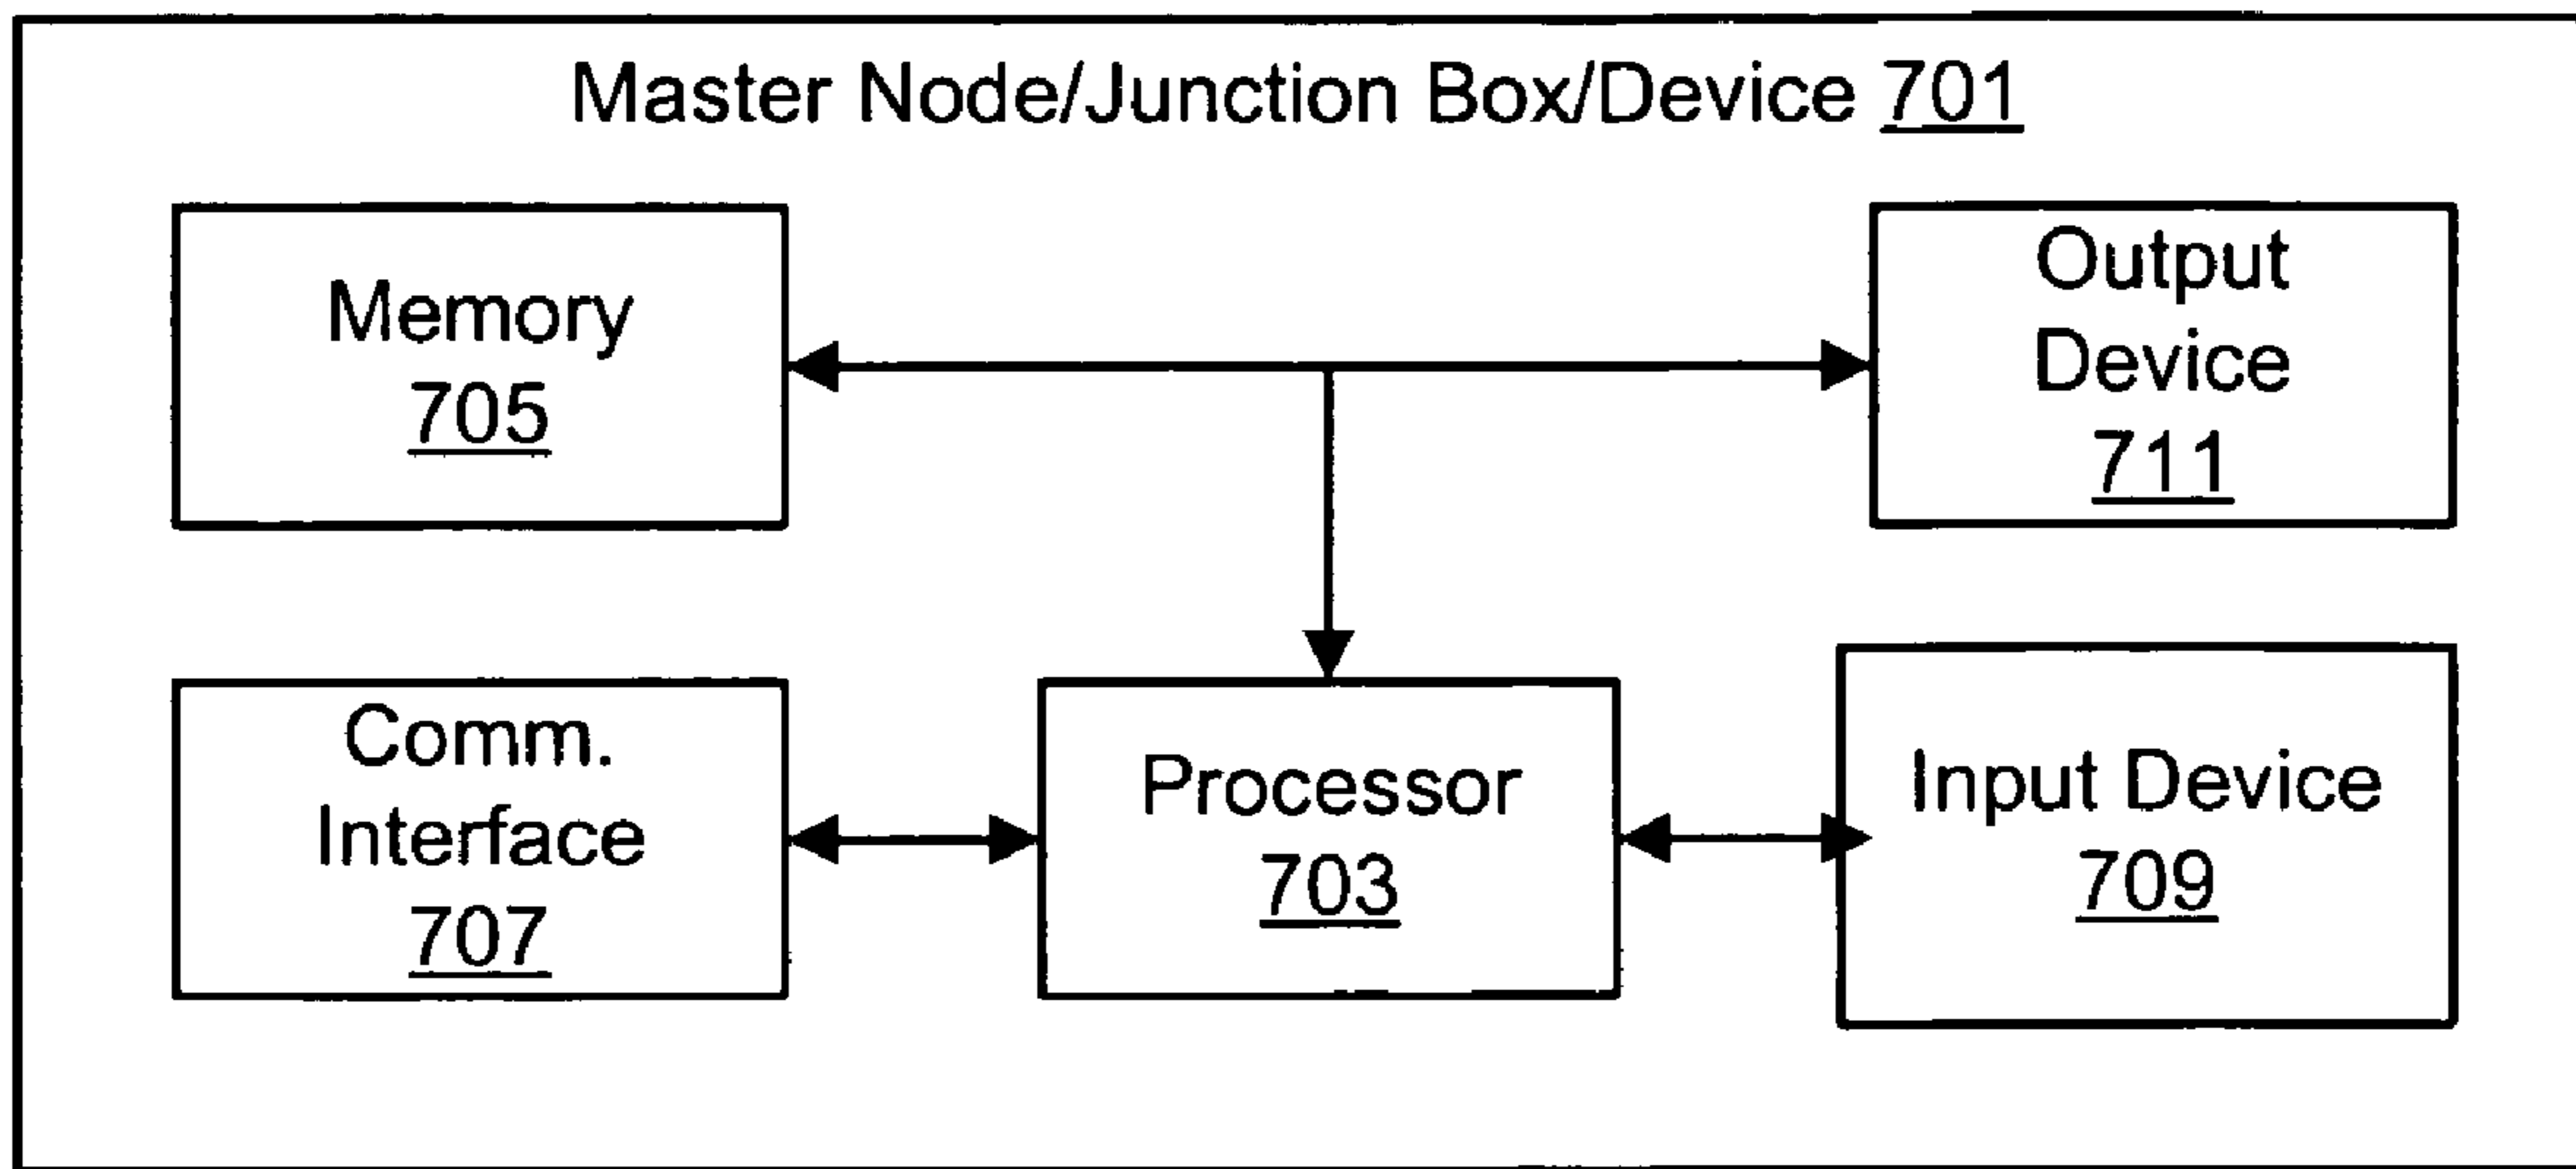 Master Node/Junction Box/Device 701
Memory
705
Output
Device
711
Comm.
Interface
707
Processor
703
Input Device
709